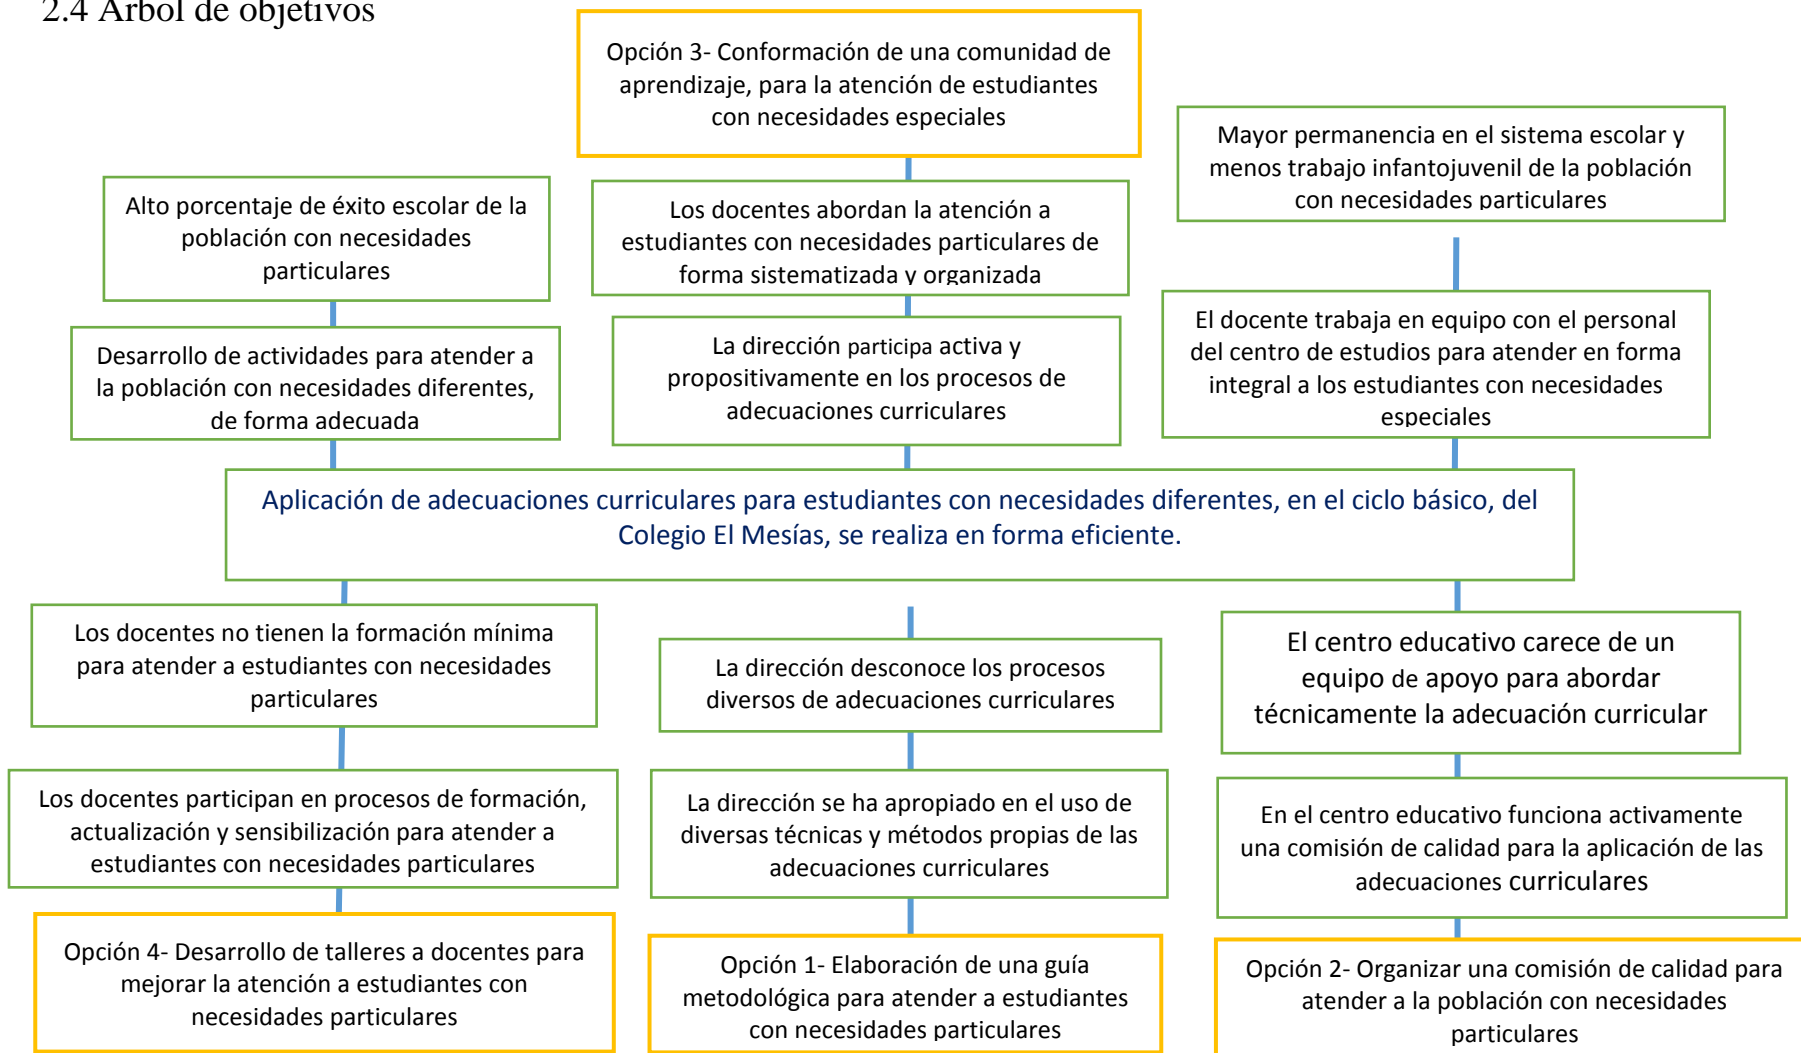 2.4 Árbol de objetivos
Opción 3- Conformación de una comunidad de
aprendizaje, para la atención de estudiantes
con necesidades especiales
Mayor permanencia en el sistema escolar y
menos trabajo infantojuvenil de la población
con necesidades particulares
Alto porcentaje de éxito escolar de la
población con necesidades
particulares
Los docentes abordan la atención a
estudiantes con necesidades particulares de
forma sistematizada y organizada
Desarrollo de actividades para atender a
la población con necesidades diferentes,
de forma adecuada
La dirección participa activa y
propositivamente en los procesos de
adecuaciones curriculares
El docente trabaja en equipo con el personal
del centro de estudios para atender en forma
integral a los estudiantes con necesidades
especiales
Aplicación de adecuaciones curriculares para estudiantes con necesidades diferentes, en el ciclo básico, del
Colegio El Mesías, se realiza en forma eficiente.
Los docentes no tienen la formación mínima
para atender a estudiantes con necesidades
particulares
La dirección desconoce los procesos
diversos de adecuaciones curriculares
El centro educativo carece de un
equipo de apoyo para abordar
técnicamente la adecuación curricular
Los docentes participan en procesos de formación,
actualización y sensibilización para atender a
estudiantes con necesidades particulares
La dirección se ha apropiado en el uso de
diversas técnicas y métodos propias de las
adecuaciones curriculares
En el centro educativo funciona activamente
una comisión de calidad para la aplicación de las
adecuaciones curriculares
Opción 4- Desarrollo de talleres a docentes para
mejorar la atención a estudiantes con
necesidades particulares
Opción 1- Elaboración de una guía
metodológica para atender a estudiantes
con necesidades particulares
Opción 2- Organizar una comisión de calidad para
atender a la población con necesidades
particulares